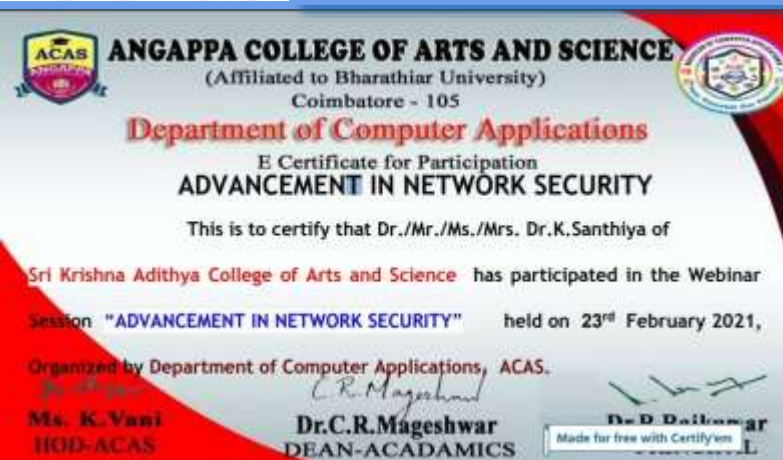 ACAS
ANGAPPA
ANGAPPA COLLEGE OF ARTS AND SCIENCE
(Affiliated to Bharathiar University)
Coimbatore - 105
Department of Computer Applications
E Certificate for Participation
ADVANCEMENT IN NETWORK SECURITY
This is to certify that Dr./Mr./Ms./Mrs. Dr.K.Santhiya of
Sri Krishna Adithya College of Arts and Science has participated in the Webinar
Session "ADVANCEMENT IN NETWORK SECURITY" held on 23rd February 2021,
Organized by Department of Computer Applications, ACAS.
C.R. Mageshwar
Ms. K.Vani
HOD-ACAS
Dr.C.R.Mageshwar
DEAN-ACADAMICS
Made for free with Certify'em